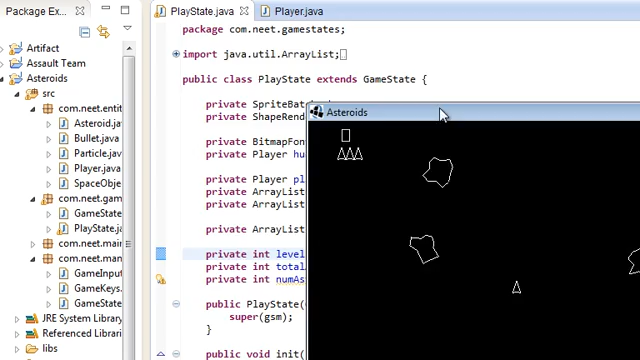 Package Ex
PlayState.java
Player.java
Artifact
Assault Team
Asteroids
src
com.neet.entit
Asteroid.ja
Bullet.java
Particle.java
Player.java
SpaceObje
com.neet.gam
GameState
PlayState.ja
com.neet.main
com.neet.man
GameInput
GameKeys.
GameState
JRE System Library
Referenced Librari
libs
package com.neet.gamestates;
import java.util.ArrayList;
public class PlayState extends GameState {
private SpriteBat
private ShapeRend
private BitmapFon
private Player hu
private Player pl
private ArrayList
private ArrayList
private ArrayList
private int level
private int total
private int numAs
public PlayState(
super(gsm);
}
public void init(
Asteroids